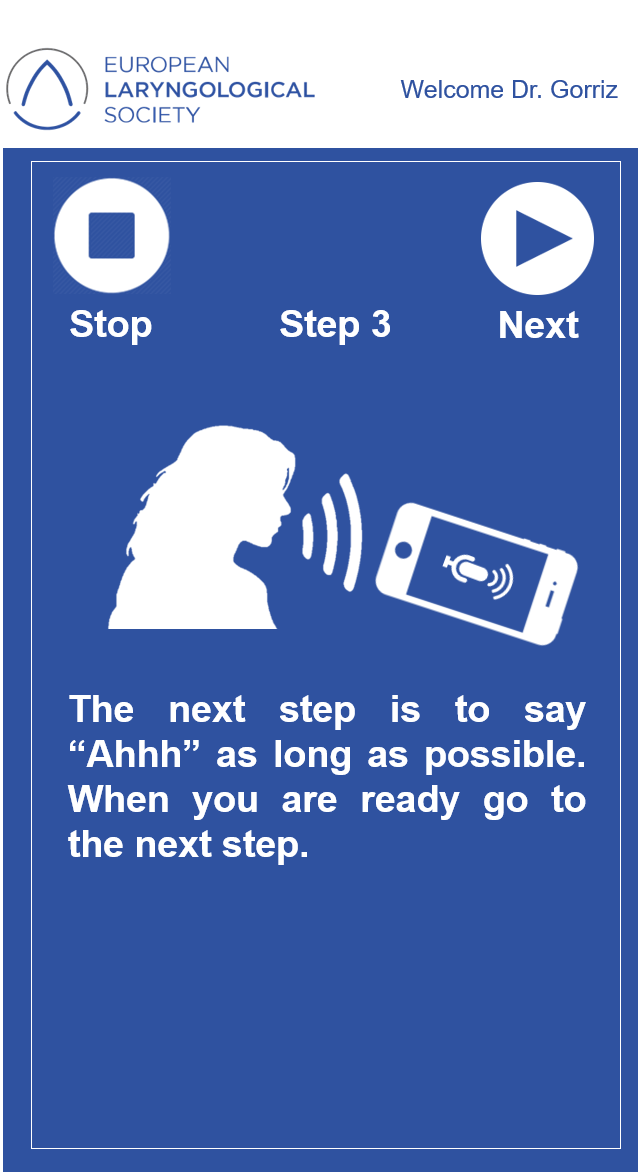 EUROPEAN
LARYNGOLOGICAL
SOCIETY
Welcome Dr. Gorriz
Stop
Step 3
Next
The next step is to say
“Ahhh” as long as possible.
When you are ready go to
the next step.